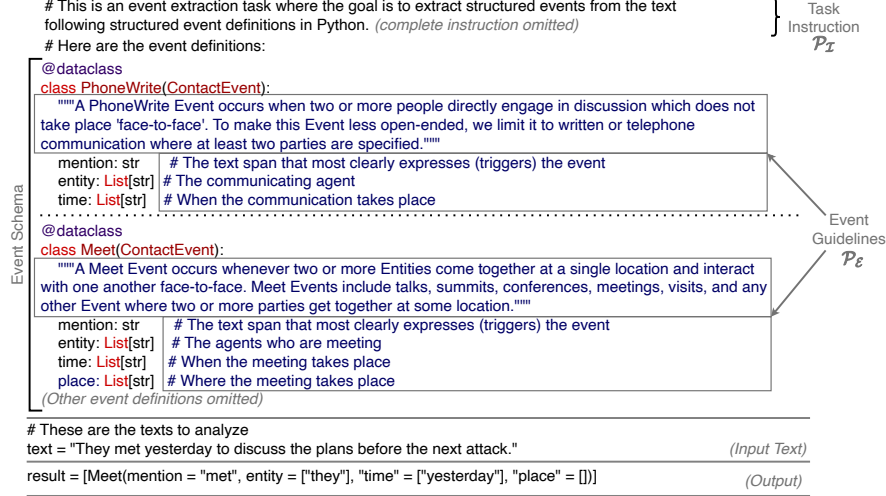 # This is an event extraction task where the goal is to extract structured events from the text
following structured event definitions in Python. (complete instruction omitted)
# Here are the event definitions:
Task
Instruction
𝒫_ℐ
@dataclass
class PhoneWrite(ContactEvent):
"""A PhoneWrite Event occurs when two or more people directly engage in discussion which does not
take place 'face-to-face'. To make this Event less open-ended, we limit it to written or telephone
communication where at least two parties are specified."""
mention: str # The text span that most clearly expresses (triggers) the event
entity: List[str] # The communicating agent
time: List[str] # When the communication takes place
@dataclass
class Meet(ContactEvent):
"""A Meet Event occurs whenever two or more Entities come together at a single location and interact
with one another face-to-face. Meet Events include talks, summits, conferences, meetings, visits, and any
other Event where two or more parties get together at some location."""
mention: str # The text span that most clearly expresses (triggers) the event
entity: List[str] # The agents who are meeting
time: List[str] # When the meeting takes place
place: List[str] # Where the meeting takes place
(Other event definitions omitted)
Event Schema
Event
Guidelines
𝒫_ℰ
# These are the texts to analyze
text = "They met yesterday to discuss the plans before the next attack." (Input Text)
result = [Meet(mention = "met", entity = ["they"], "time" = ["yesterday"], "place" = [])] (Output)